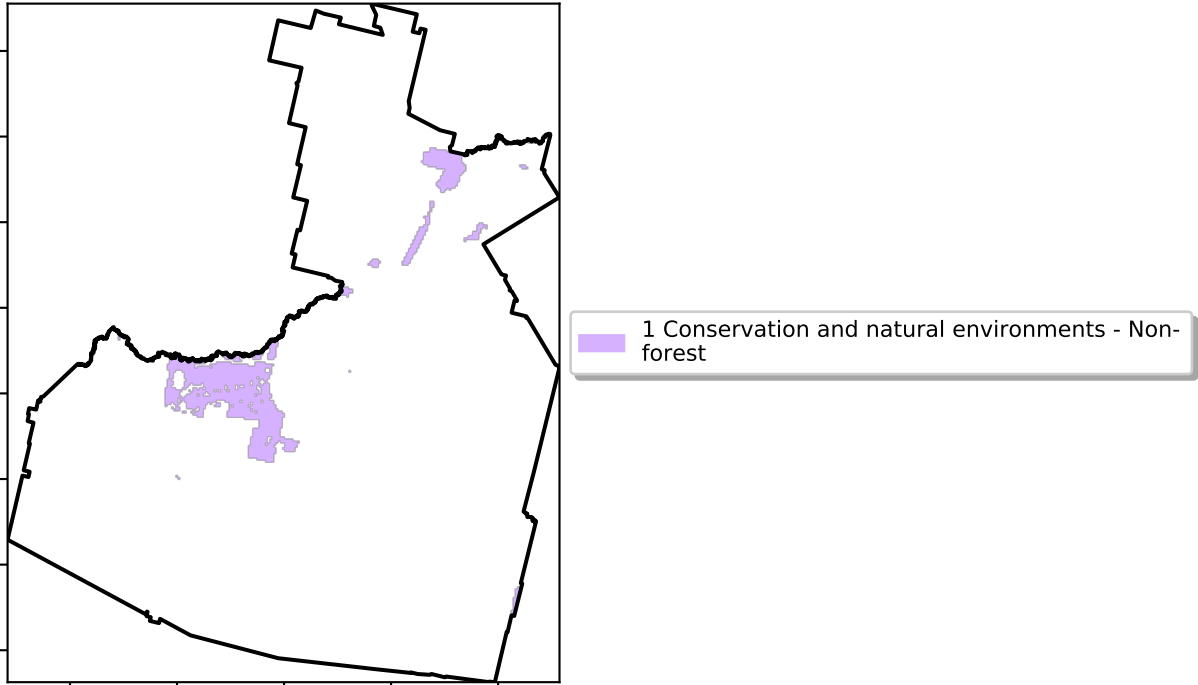 1 Conservation and natural environments - Non-
forest